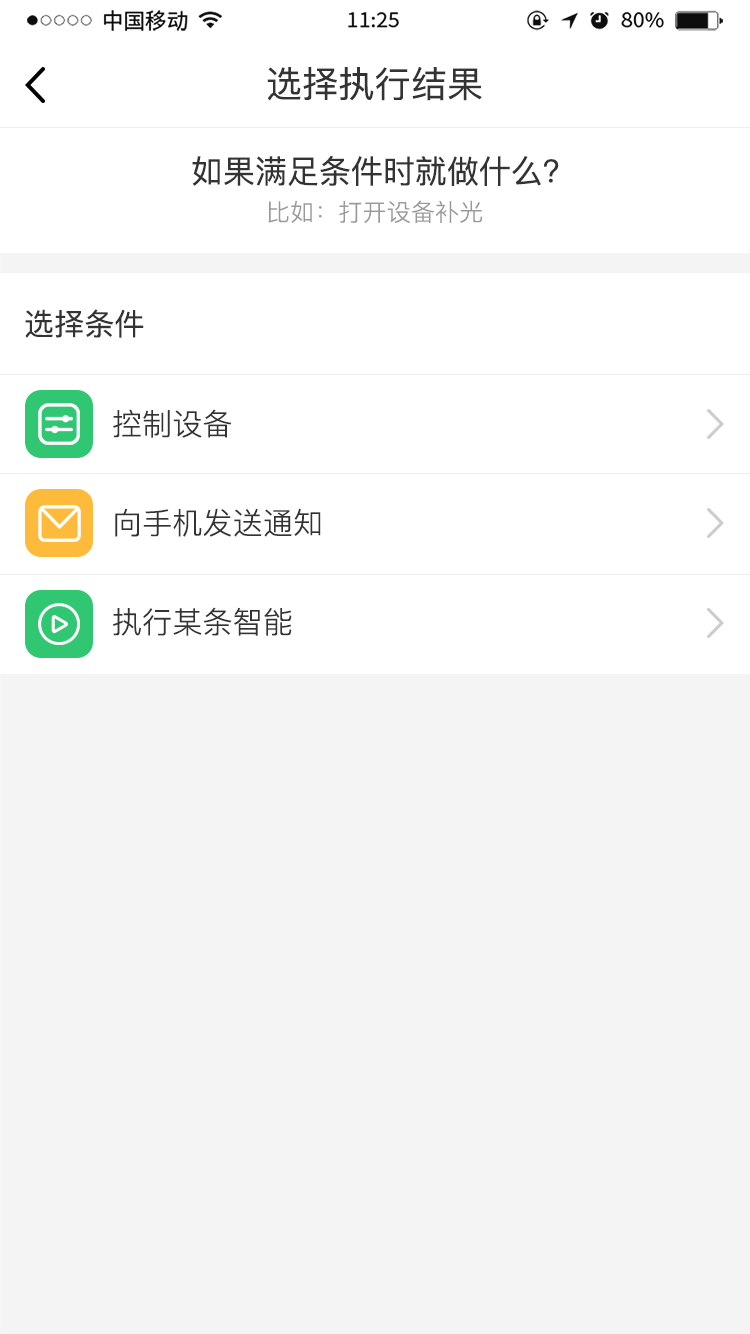 中国移动 11:25 80%
选择执行结果
如果满足条件时就做什么?
比如：打开设备补光
选择条件
控制设备
向手机发送通知
执行某条智能